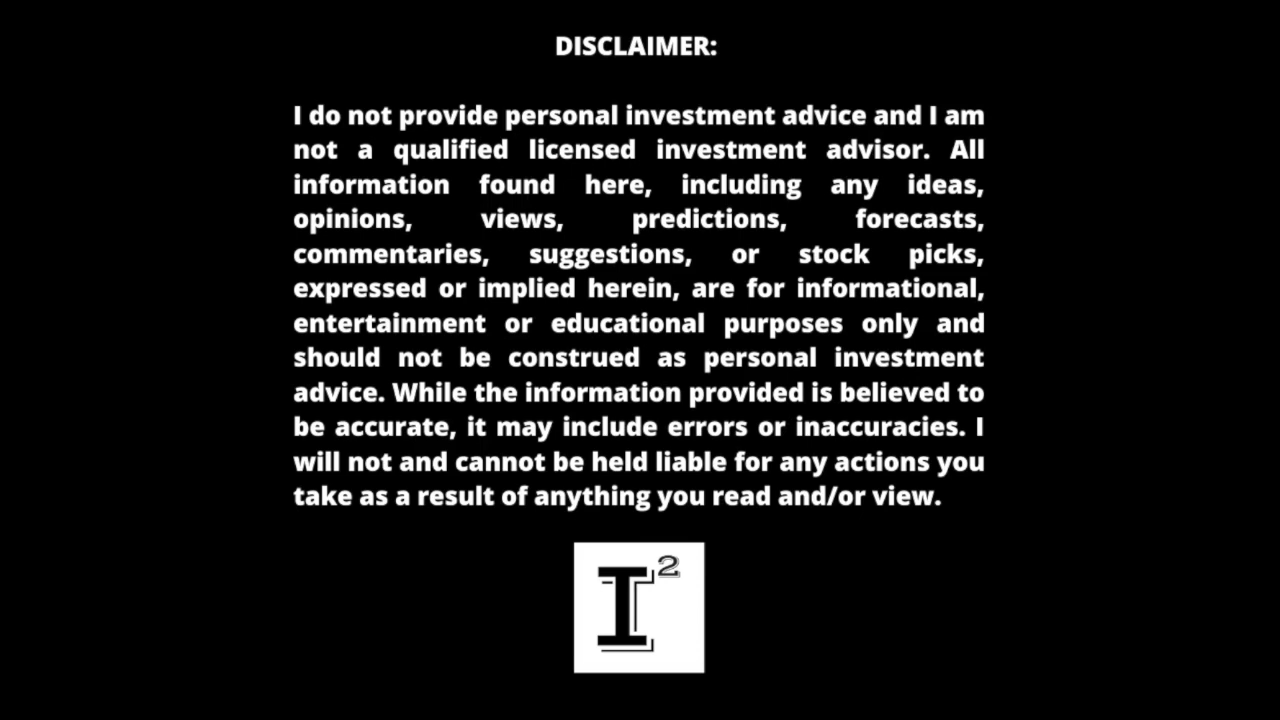 DISCLAIMER:
I do not provide personal investment advice and I am
not a qualified licensed investment advisor. All
information found here, including any ideas,
opinions, views, predictions, forecasts,
commentaries, suggestions, or stock picks,
expressed or implied herein, are for informational,
entertainment or educational purposes only and
should not be construed as personal investment
advice. While the information provided is believed to
be accurate, it may include errors or inaccuracies. I
will not and cannot be held liable for any actions you
take as a result of anything you read and/or view.
I²